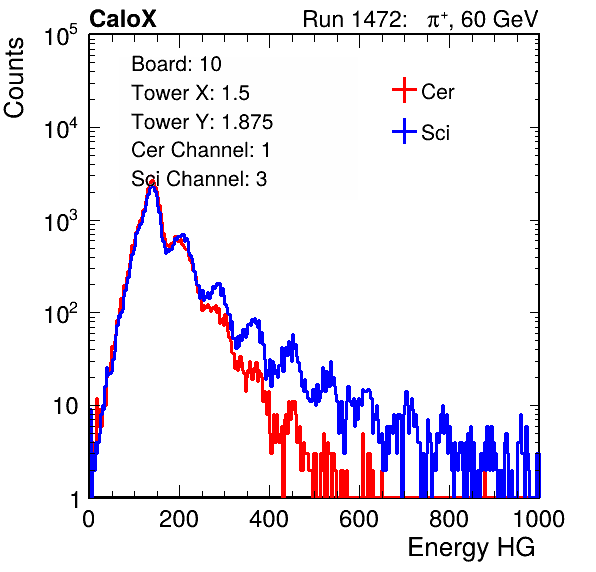 CaloX Run 1472: π⁺, 60 GeV
Counts
10⁵
10⁴
10³
10²
10
1
Board: 10
Tower X: 1.5
Tower Y: 1.875
Cer Channel: 1
Sci Channel: 3
Cer
Sci
0 200 400 600 800 1000
Energy HG